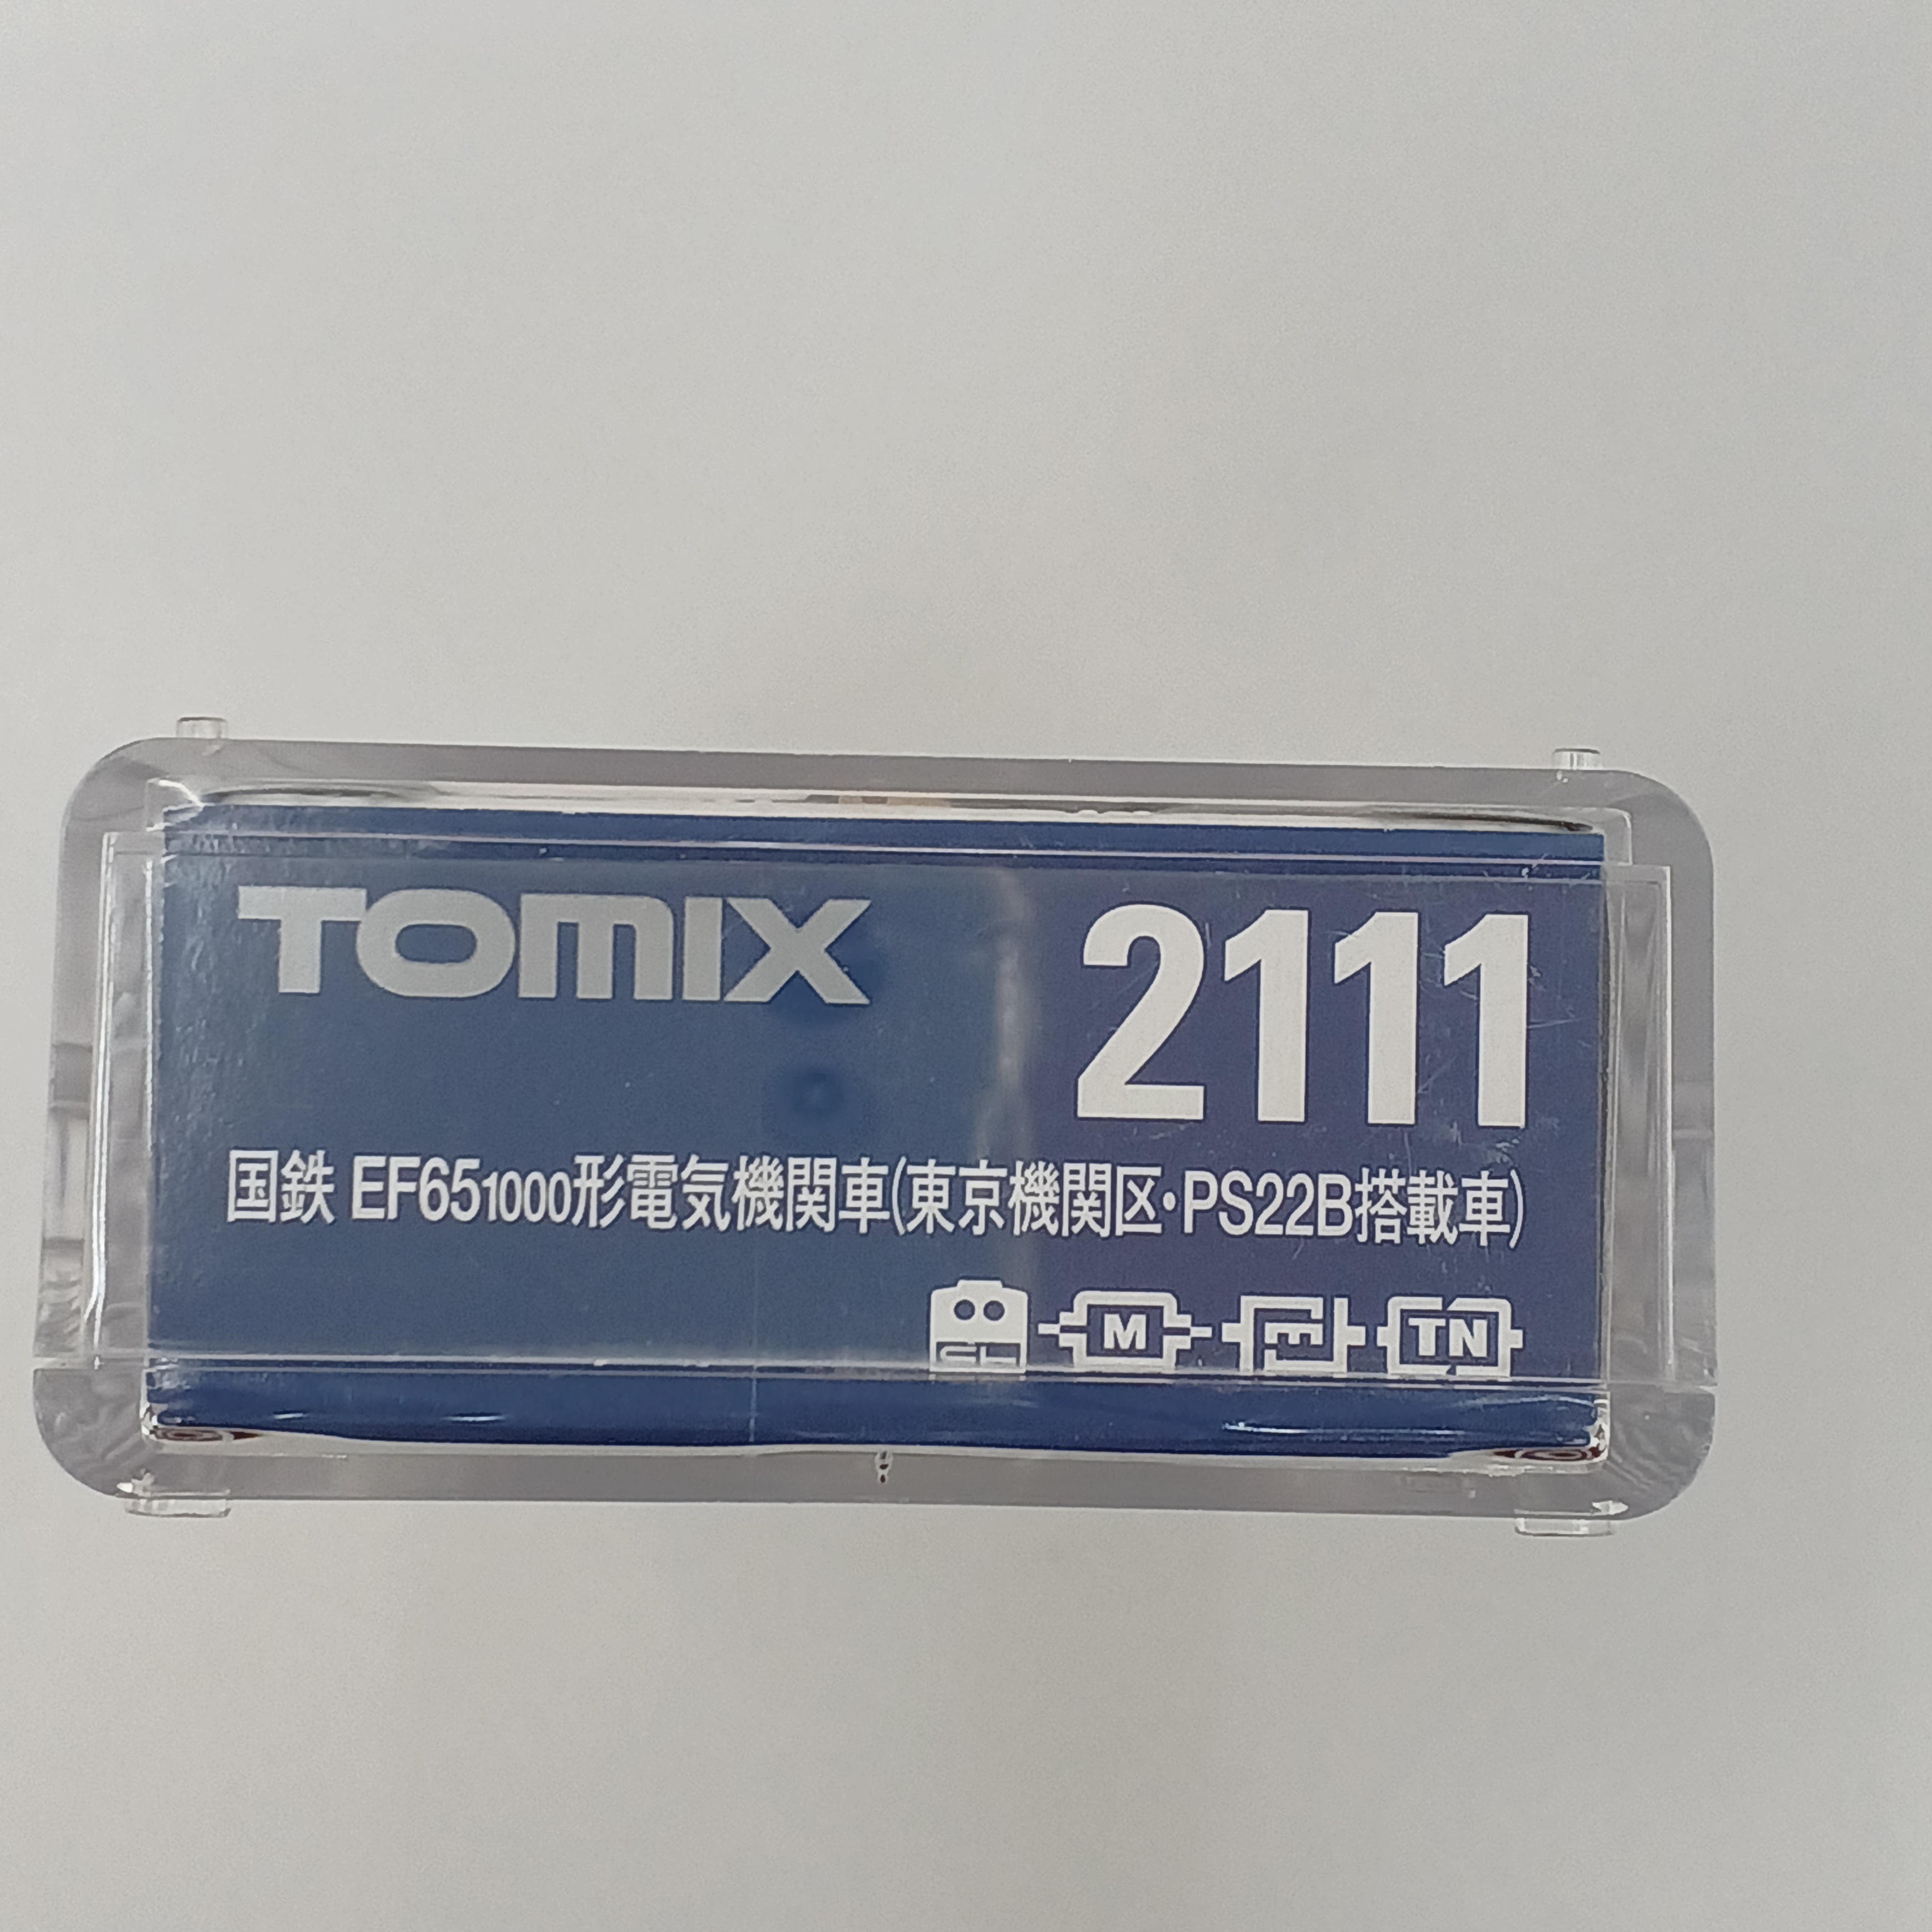 TOMIX 2111
国鉄 EF651000形電気機関車(東京機関区・PS22B搭載車)
M TN